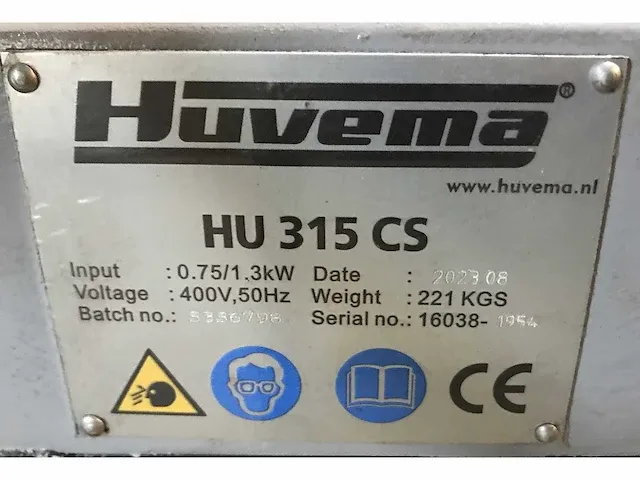 Huvema®
www.huvema.nl
HU 315 CS
Input : 0.75/1.3kW Date : 2023 08
Voltage : 400V,50Hz Weight : 221 KGS
Batch no.: Serial no.: 16038- 1954
CE